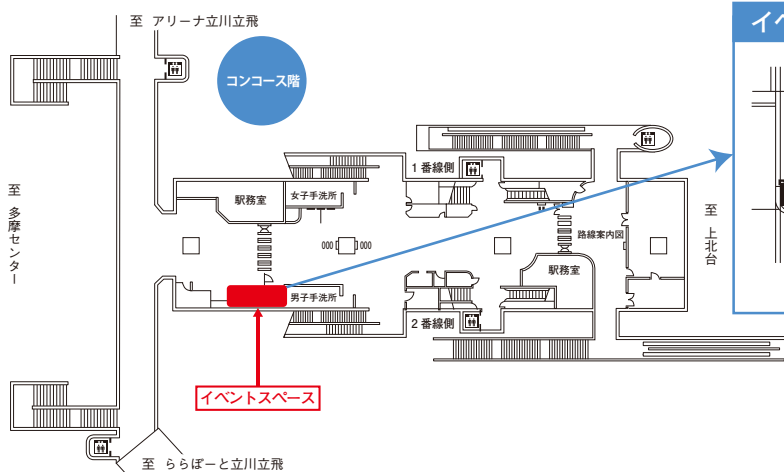 至 アリーナ立川立飛
イベ
コンコース階
1番線側
駅務室
女子手洗所
至 多摩センター
至 上北台
路線案内図
駅務室
男子手洗所
2番線側
イベントスペース
至 ららぽーと立川立飛